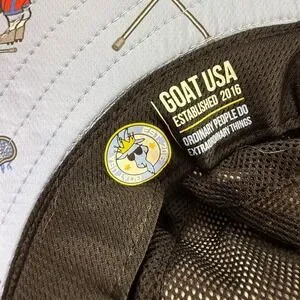 GOAT USA
ESTABLISHED 2016
ORDINARY PEOPLE DO
EXTRAORDINARY THINGS